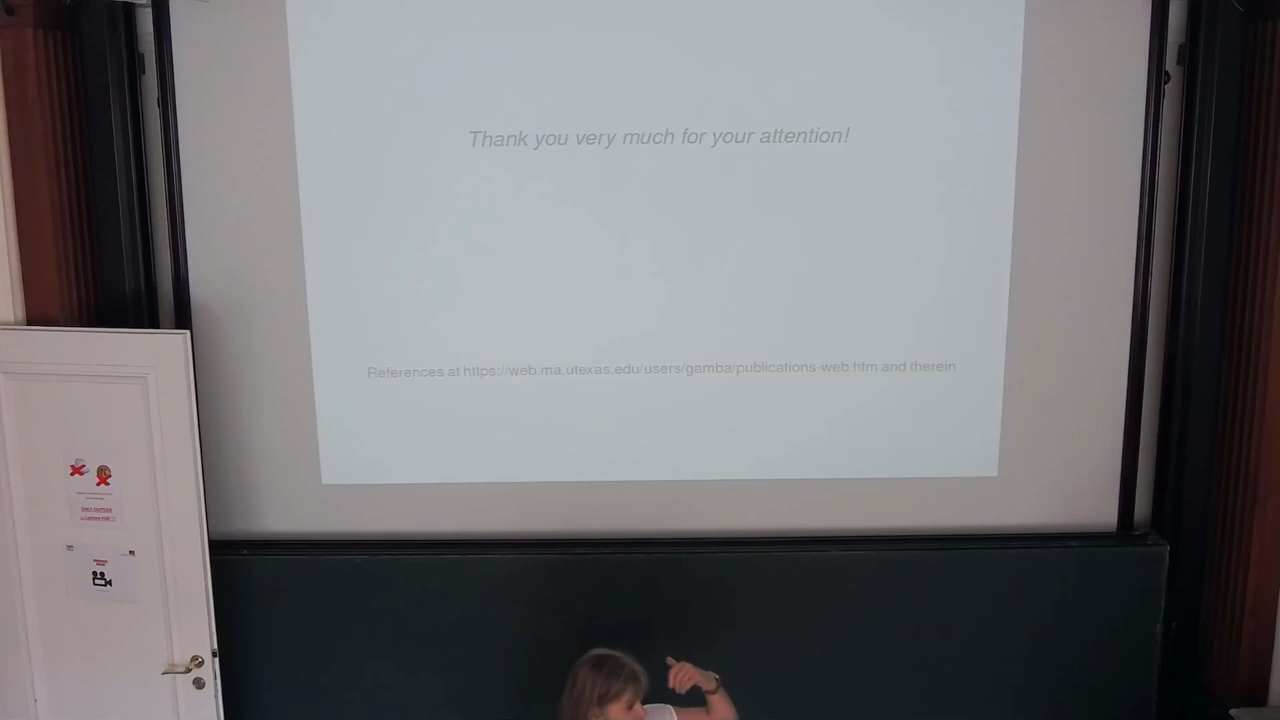 Thank you very much for your attention!
References at https://web.ma.utexas.edu/users/gamba/publications-web.htm and therein
ONLY OUTSIDE